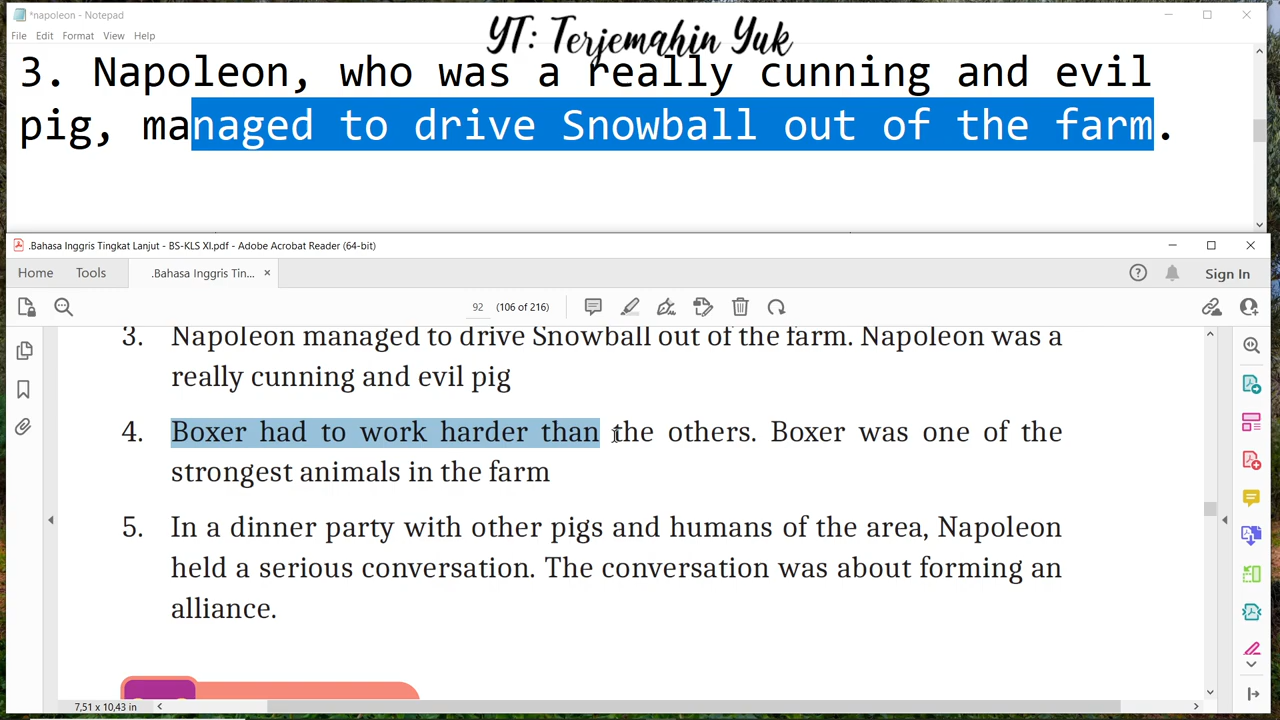 *napoleon - Notepad
YT: Terjemahin Yuk
File Edit Format View Help
3. Napoleon, who was a really cunning and evil
pig, managed to drive Snowball out of the farm.
.Bahasa Inggris Tingkat Lanjut - BS-KLS XI.pdf - Adobe Acrobat Reader (64-bit)
Home Tools .Bahasa Inggris Tin... × Sign In
92 (106 of 216)
3. Napoleon managed to drive Snowball out of the farm. Napoleon was a
really cunning and evil pig
4. Boxer had to work harder than the others. Boxer was one of the
strongest animals in the farm
5. In a dinner party with other pigs and humans of the area, Napoleon
held a serious conversation. The conversation was about forming an
alliance.
7,51 x 10,43 in